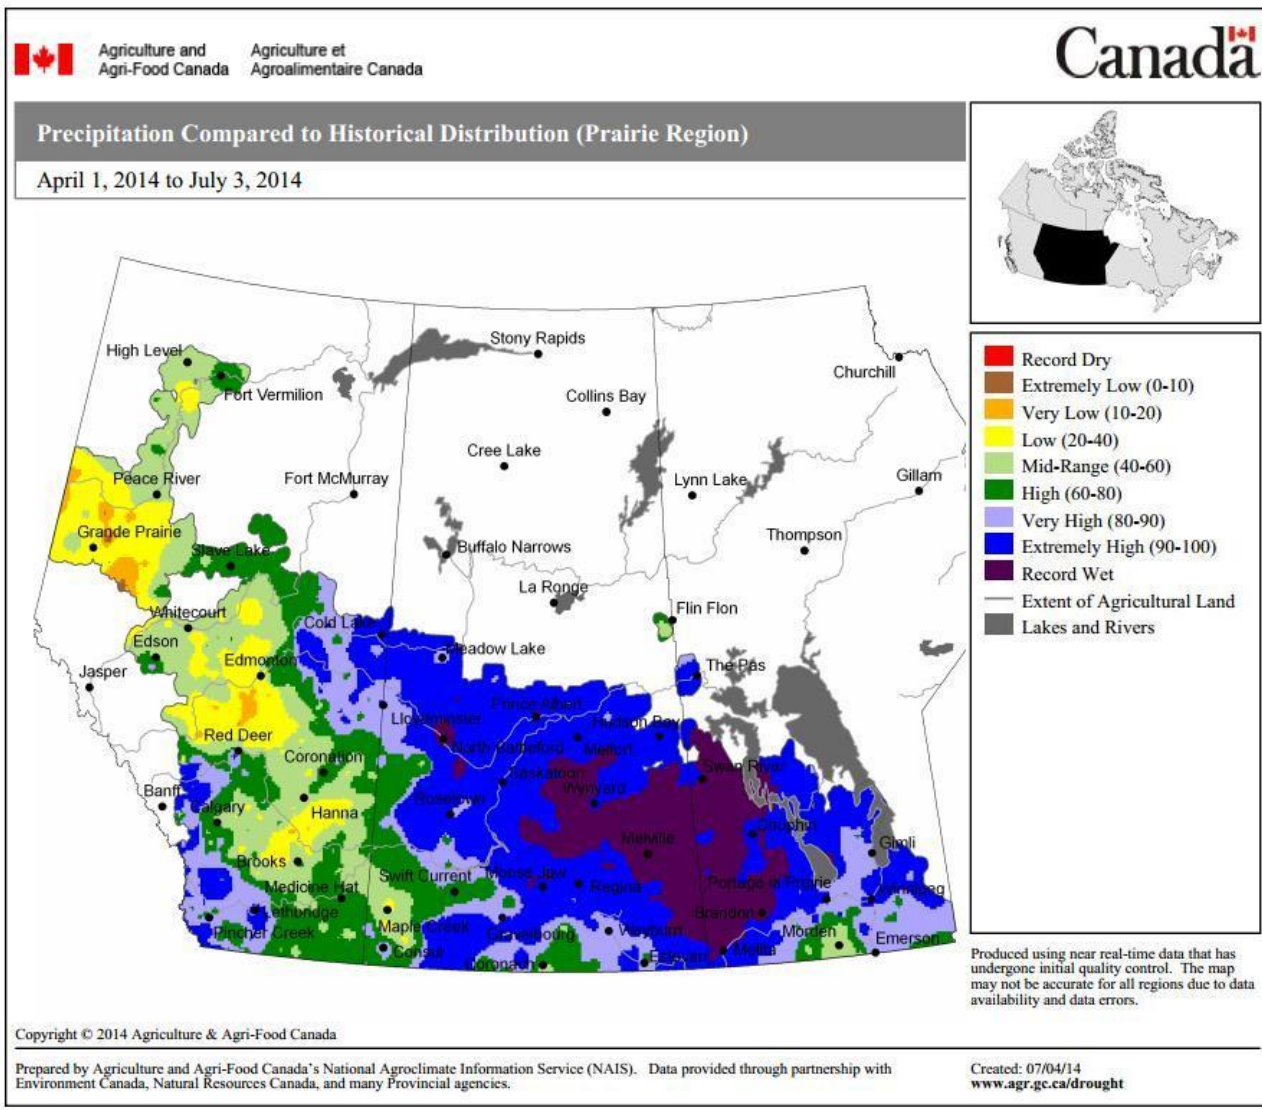 Agriculture and Agriculture et
Agri-Food Canada Agroalimentaire Canada
Canada
Precipitation Compared to Historical Distribution (Prairie Region)
April 1, 2014 to July 3, 2014
High Level
Fort Vermilion
Stony Rapids
Churchill
Collins Bay
Cree Lake
Peace River
Fort McMurray
Lynn Lake
Gillam
Grande Prairie
Slave Lake
Buffalo Narrows
Thompson
La Ronge
Whitecourt
Cold Lake
Flin Flon
Edson
Edmonton
Meadow Lake
The Pas
Jasper
Lloydminster
Prince Albert
Hudson Bay
Red Deer
North Battleford
Melfort
Coronation
Saskatoon
Swan River
Banff
Calgary
Hanna
Rosetown
Wynyard
Melville
Dauphin
Gimli
Brooks
Medicine Hat
Swift Current
Moose Jaw
Regina
Portage la Prairie
Winnipeg
Lethbridge
Brandon
Pincher Creek
Maple Creek
Gravelbourg
Weyburn
Morden
Emerson
Consul
Coronach
Estevan
Melita
Record Dry
Extremely Low (0-10)
Very Low (10-20)
Low (20-40)
Mid-Range (40-60)
High (60-80)
Very High (80-90)
Extremely High (90-100)
Record Wet
Extent of Agricultural Land
Lakes and Rivers
Produced using near real-time data that has
undergone initial quality control. The map
may not be accurate for all regions due to data
availability and data errors.
Copyright © 2014 Agriculture & Agri-Food Canada
Prepared by Agriculture and Agri-Food Canada's National Agroclimate Information Service (NAIS). Data provided through partnership with
Environment Canada, Natural Resources Canada, and many Provincial agencies.
Created: 07/04/14
www.agr.gc.ca/drought